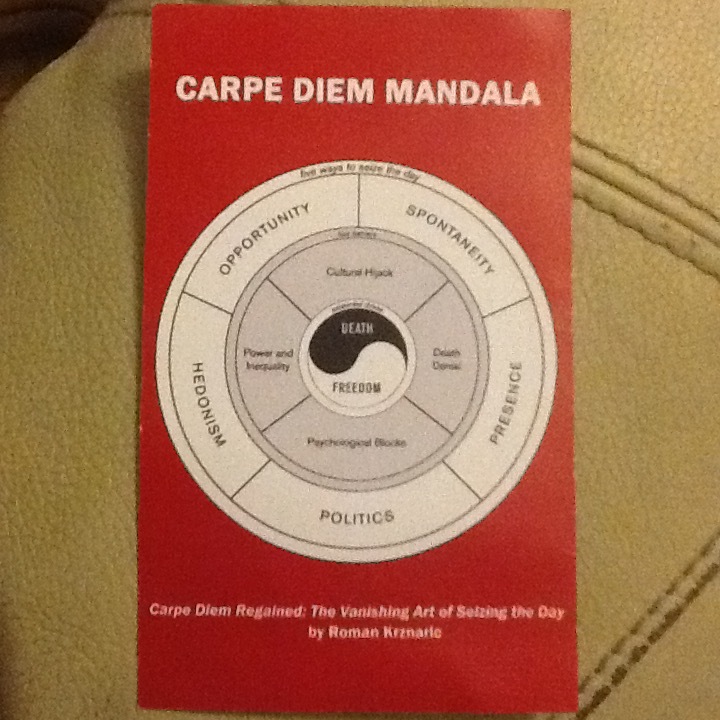 CARPE DIEM MANDALA
five ways to seize the day
OPPORTUNITY
SPONTANEITY
Cultural Hijack
DEATH
Power and
Inequality
Death
Denial
FREEDOM
HEDONISM
PRESENCE
Psychological Blocks
POLITICS
Carpe Diem Regained: The Vanishing Art of Seizing the Day
by Roman Krznaric